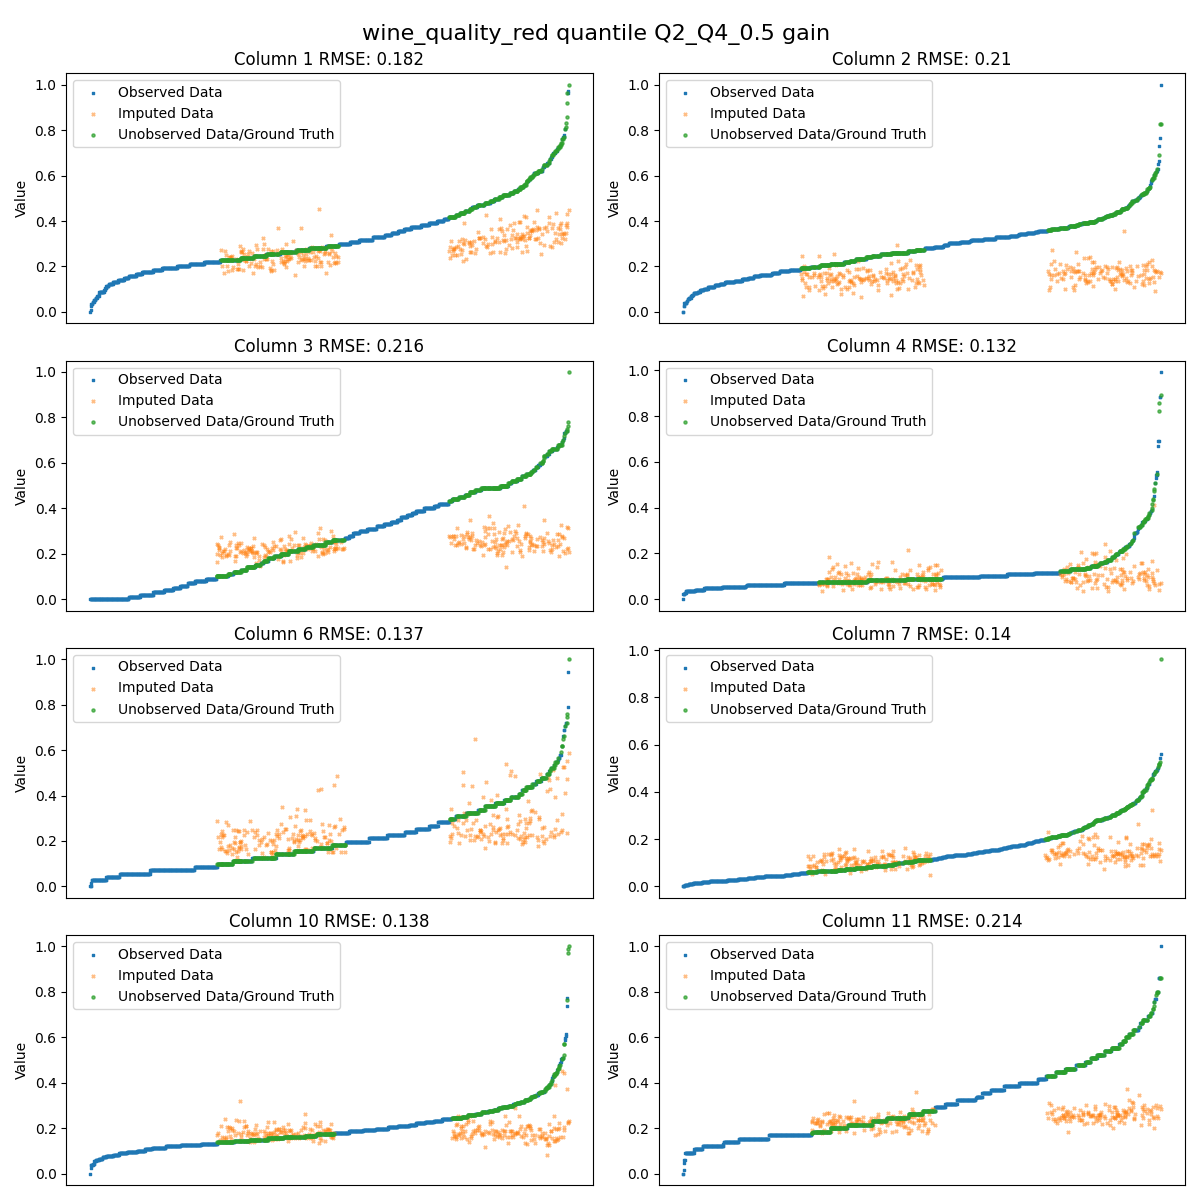 wine_quality_red quantile Q2_Q4_0.5 gain
Column 1 RMSE: 0.182
1.0
0.8
0.6
0.4
0.2
0.0
Value
Observed Data
Imputed Data
Unobserved Data/Ground Truth
Column 2 RMSE: 0.21
1.0
0.8
0.6
0.4
0.2
0.0
Value
Observed Data
Imputed Data
Unobserved Data/Ground Truth
Column 3 RMSE: 0.216
1.0
0.8
0.6
0.4
0.2
0.0
Value
Observed Data
Imputed Data
Unobserved Data/Ground Truth
Column 4 RMSE: 0.132
1.0
0.8
0.6
0.4
0.2
0.0
Value
Observed Data
Imputed Data
Unobserved Data/Ground Truth
Column 6 RMSE: 0.137
1.0
0.8
0.6
0.4
0.2
0.0
Value
Observed Data
Imputed Data
Unobserved Data/Ground Truth
Column 7 RMSE: 0.14
1.0
0.8
0.6
0.4
0.2
0.0
Value
Observed Data
Imputed Data
Unobserved Data/Ground Truth
Column 10 RMSE: 0.138
1.0
0.8
0.6
0.4
0.2
0.0
Value
Observed Data
Imputed Data
Unobserved Data/Ground Truth
Column 11 RMSE: 0.214
1.0
0.8
0.6
0.4
0.2
0.0
Value
Observed Data
Imputed Data
Unobserved Data/Ground Truth